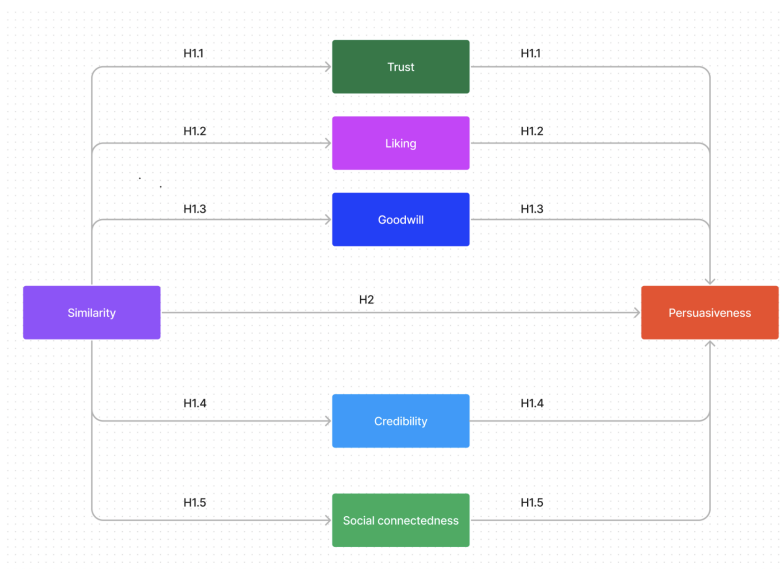 H1.1
Trust
H1.1
H1.2
Liking
H1.2
H1.3
Goodwill
H1.3
Similarity
H2
Persuasiveness
H1.4
Credibility
H1.4
H1.5
Social connectedness
H1.5